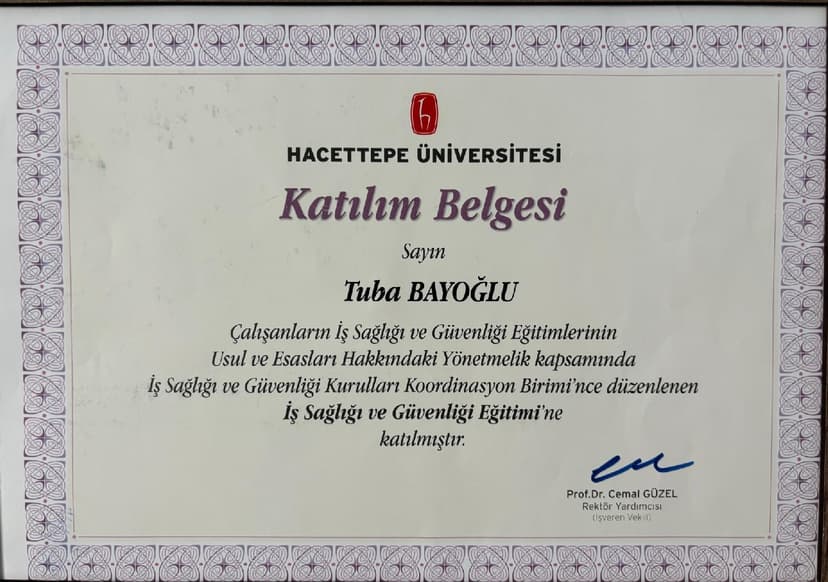 HACETTEPE ÜNİVERSİTESİ
Katılım Belgesi
Sayın
Tuba BAYOĞLU
Çalışanların İş Sağlığı ve Güvenliği Eğitimlerinin
Usul ve Esasları Hakkındaki Yönetmelik kapsamında
İş Sağlığı ve Güvenliği Kurulları Koordinasyon Birimi'nce düzenlenen
İş Sağlığı ve Güvenliği Eğitimi'ne
katılmıştır.
Prof.Dr. Cemal GÜZEL
Rektör Yardımcısı
(İşveren Vekili)